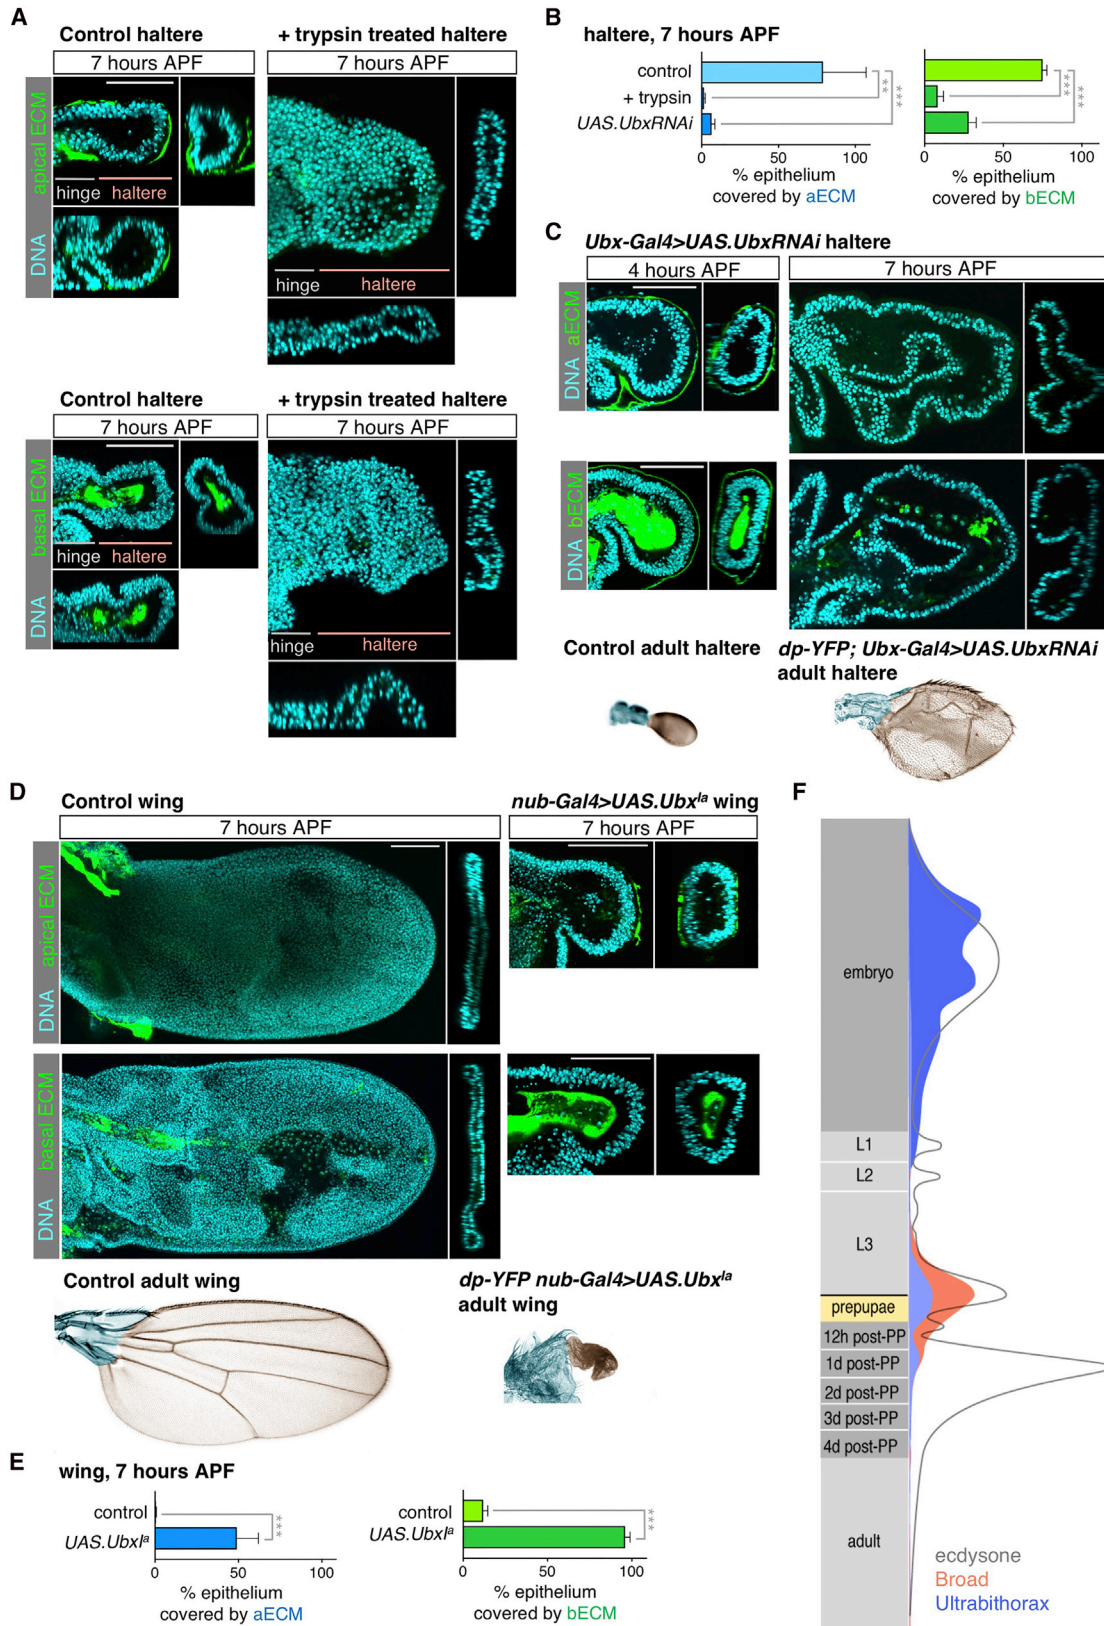 A
Control haltere
+ trypsin treated haltere
7 hours APF
7 hours APF
DNA apical ECM
hinge
haltere
hinge
haltere
Control haltere
+ trypsin treated haltere
7 hours APF
7 hours APF
DNA basal ECM
hinge
haltere
hinge
haltere
B
haltere, 7 hours APF
control
+ trypsin
UAS.UbxRNAi
**
***
***
***
0
50
100
0
50
100
% epithelium
covered by aECM
% epithelium
covered by bECM
C
Ubx-Gal4>UAS.UbxRNAi haltere
4 hours APF
7 hours APF
DNA aECM
DNA bECM
Control adult haltere
dp-YFP; Ubx-Gal4>UAS.UbxRNAi
adult haltere
D
Control wing
nub-Gal4>UAS.Ubx^Ia wing
7 hours APF
7 hours APF
DNA apical ECM
DNA basal ECM
Control adult wing
dp-YFP nub-Gal4>UAS.Ubx^Ia
adult wing
E
wing, 7 hours APF
control
UAS.UbxI^a
***
control
UAS.UbxI^a
***
0
50
100
0
50
100
% epithelium
covered by aECM
% epithelium
covered by bECM
F
embryo
L1
L2
L3
prepupae
12h post-PP
1d post-PP
2d post-PP
3d post-PP
4d post-PP
adult
ecdysone
Broad
Ultrabithorax